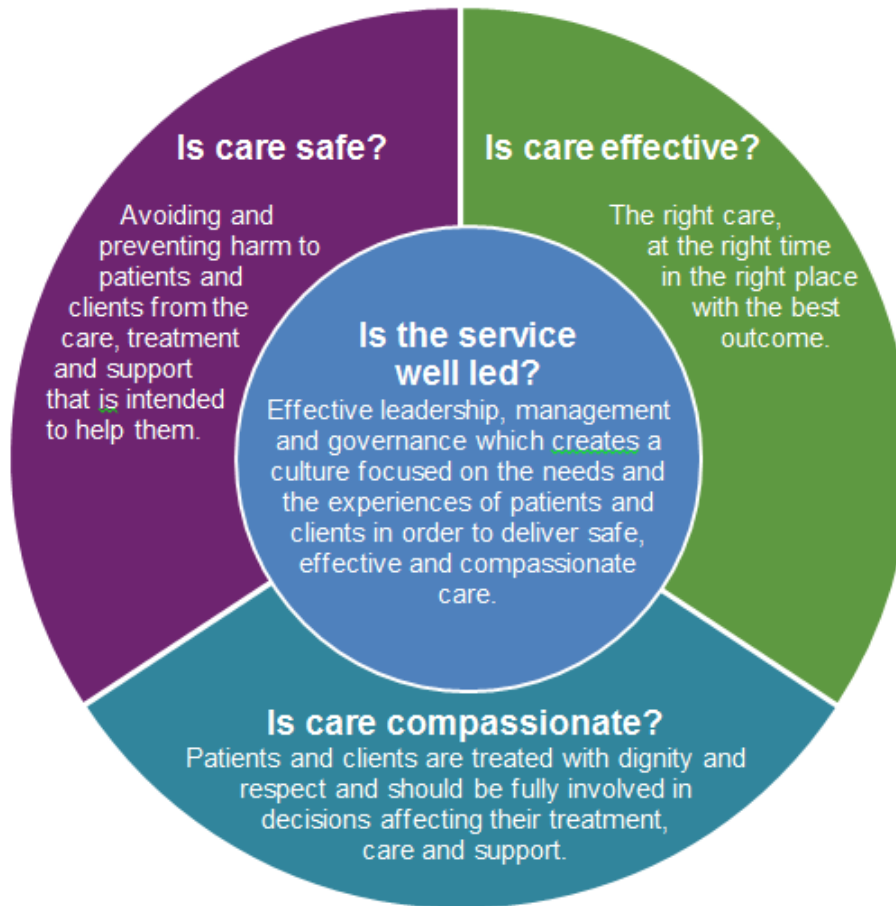 Is care safe?
Avoiding and
preventing harm to
patients and
clients from the
care, treatment
and support
that is intended
to help them.
Is care effective?
The right care,
at the right time
in the right place
with the best
outcome.
Is the service
well led?
Effective leadership, management
and governance which creates a
culture focused on the needs and
the experiences of patients and
clients in order to deliver safe,
effective and compassionate
care.
Is care compassionate?
Patients and clients are treated with dignity and
respect and should be fully involved in
decisions affecting their treatment,
care and support.